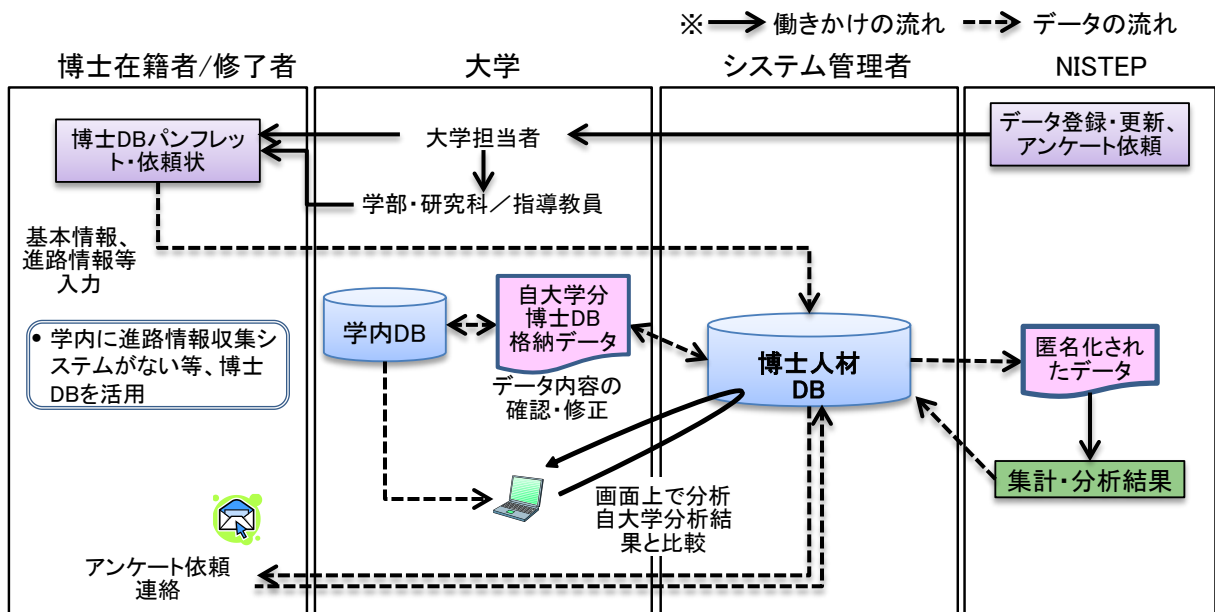 ※ 働きかけの流れ データの流れ
博士在籍者/修了者
大学
システム管理者
NISTEP
博士DBパンフレッ
ト・依頼状
大学担当者
データ登録・更新、
アンケート依頼
学部・研究科／指導教員
基本情報、
進路情報等
入力
• 学内に進路情報収集シ
ステムがない等、博士
DBを活用
学内DB
自大学分
博士DB
格納データ
データ内容の
確認・修正
博士人材
DB
匿名化され
たデータ
集計・分析結果
画面上で分析
自大学分析結
果と比較
アンケート依頼
連絡